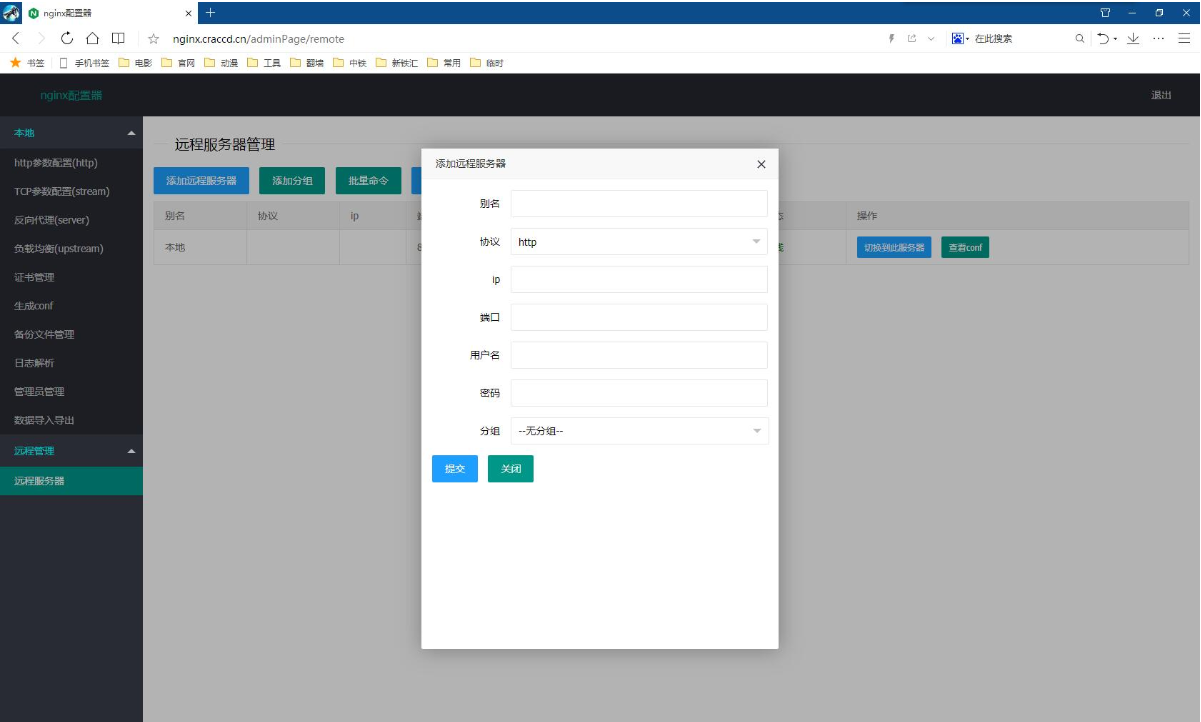 nginx配置器
nginx.craccd.cn/adminPage/remote
在此搜索
书签 手机书签 电影 官网 动漫 工具 翻墙 中铁 新铁汇 常用 临时
nginx配置器 退出
本地
http参数配置(http)
TCP参数配置(stream)
反向代理(server)
负载均衡(upstream)
证书管理
生成conf
备份文件管理
日志解析
管理员管理
数据导入导出
远程管理
远程服务器
远程服务器管理
添加远程服务器 添加分组 批量命令
别名 协议 ip 操作
本地 切换到此服务器 查看conf
添加远程服务器
别名
协议 http
ip
端口
用户名
密码
分组 --无分组--
提交 关闭